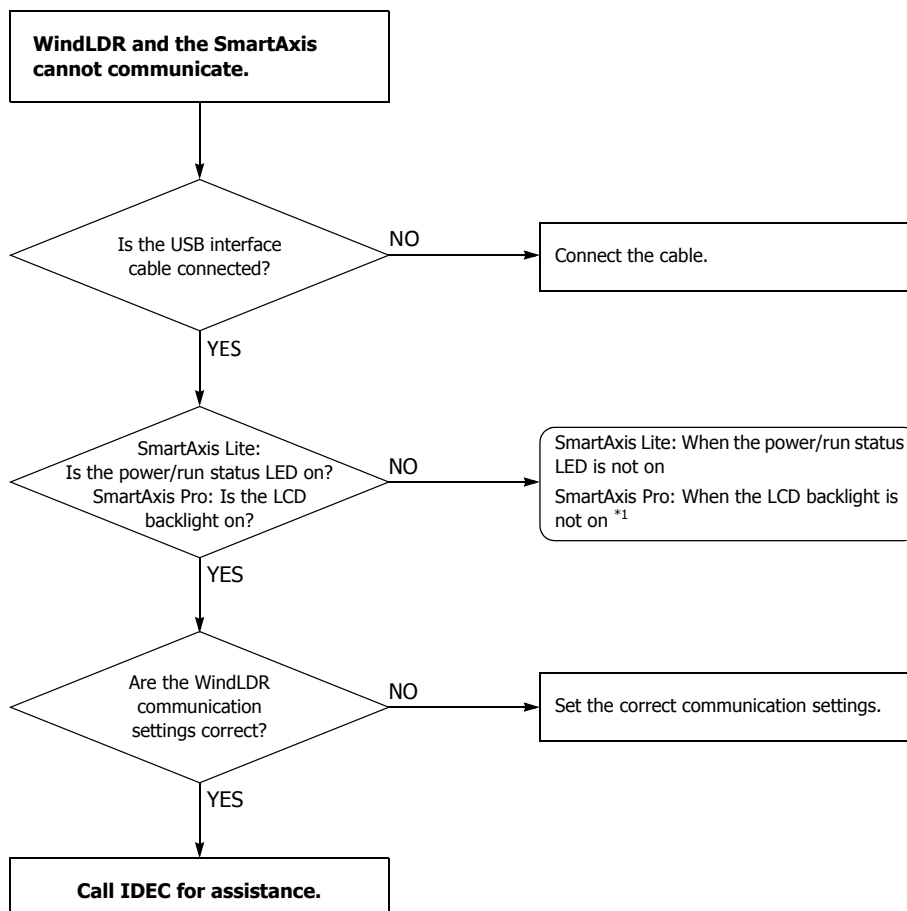 WindLDR and the SmartAxis
cannot communicate.
Is the USB interface
cable connected?
NO
Connect the cable.
YES
SmartAxis Lite:
Is the power/run status LED on?
SmartAxis Pro: Is the LCD
backlight on?
NO
SmartAxis Lite: When the power/run status
LED is not on
SmartAxis Pro: When the LCD backlight is
not on *1
YES
Are the WindLDR
communication
settings correct?
NO
Set the correct communication settings.
YES
Call IDEC for assistance.